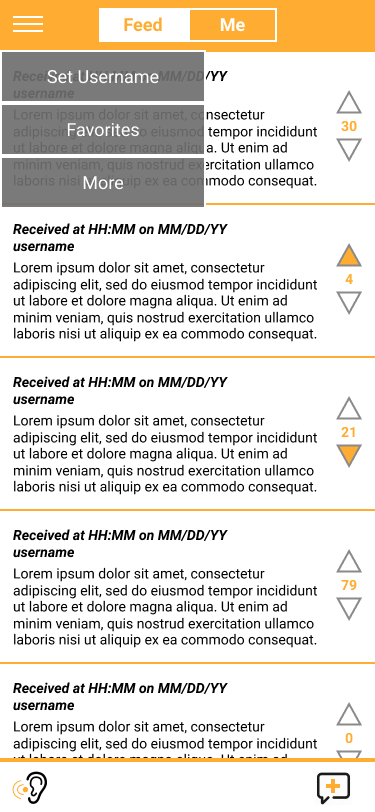 Feed
Me
Set Username
Favorites
More
Received at HH:MM on MM/DD/YY
username
Lorem ipsum dolor sit amet, consectetur
adipiscing elit, sed do eiusmod tempor incididunt
ut labore et dolore magna aliqua. Ut enim ad
minim veniam, quis nostrud exercitation ullamco
laboris nisi ut aliquip ex ea commodo consequat.
30
Received at HH:MM on MM/DD/YY
username
Lorem ipsum dolor sit amet, consectetur
adipiscing elit, sed do eiusmod tempor incididunt
ut labore et dolore magna aliqua. Ut enim ad
minim veniam, quis nostrud exercitation ullamco
laboris nisi ut aliquip ex ea commodo consequat.
4
Received at HH:MM on MM/DD/YY
username
Lorem ipsum dolor sit amet, consectetur
adipiscing elit, sed do eiusmod tempor incididunt
ut labore et dolore magna aliqua. Ut enim ad
minim veniam, quis nostrud exercitation ullamco
laboris nisi ut aliquip ex ea commodo consequat.
21
Received at HH:MM on MM/DD/YY
username
Lorem ipsum dolor sit amet, consectetur
adipiscing elit, sed do eiusmod tempor incididunt
ut labore et dolore magna aliqua. Ut enim ad
minim veniam, quis nostrud exercitation ullamco
laboris nisi ut aliquip ex ea commodo consequat.
79
Received at HH:MM on MM/DD/YY
username
Lorem ipsum dolor sit amet, consectetur
adipiscing elit, sed do eiusmod tempor incididunt
0